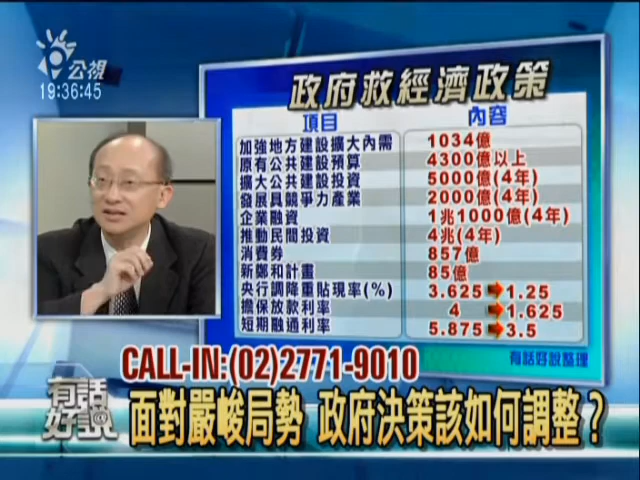 公視
19:36:45
政府救經濟政策
項目 內容
加強地方建設擴大內需 1034億
原有公共建設預算 4300億以上
擴大公共建設投資 5000億(4年)
發展具競爭力產業 2000億(4年)
企業融資 1兆1000億(4年)
推動民間投資 4兆(4年)
消費券 857億
新鄭和計畫 85億
央行調降重貼現率(%) 3.625➡1.25
擔保放款利率 4 ➡1.625
短期融通利率 5.875➡3.5
有話好說整理
CALL-IN:(02)2771-9010
有話好說
面對嚴峻局勢 政府決策該如何調整?